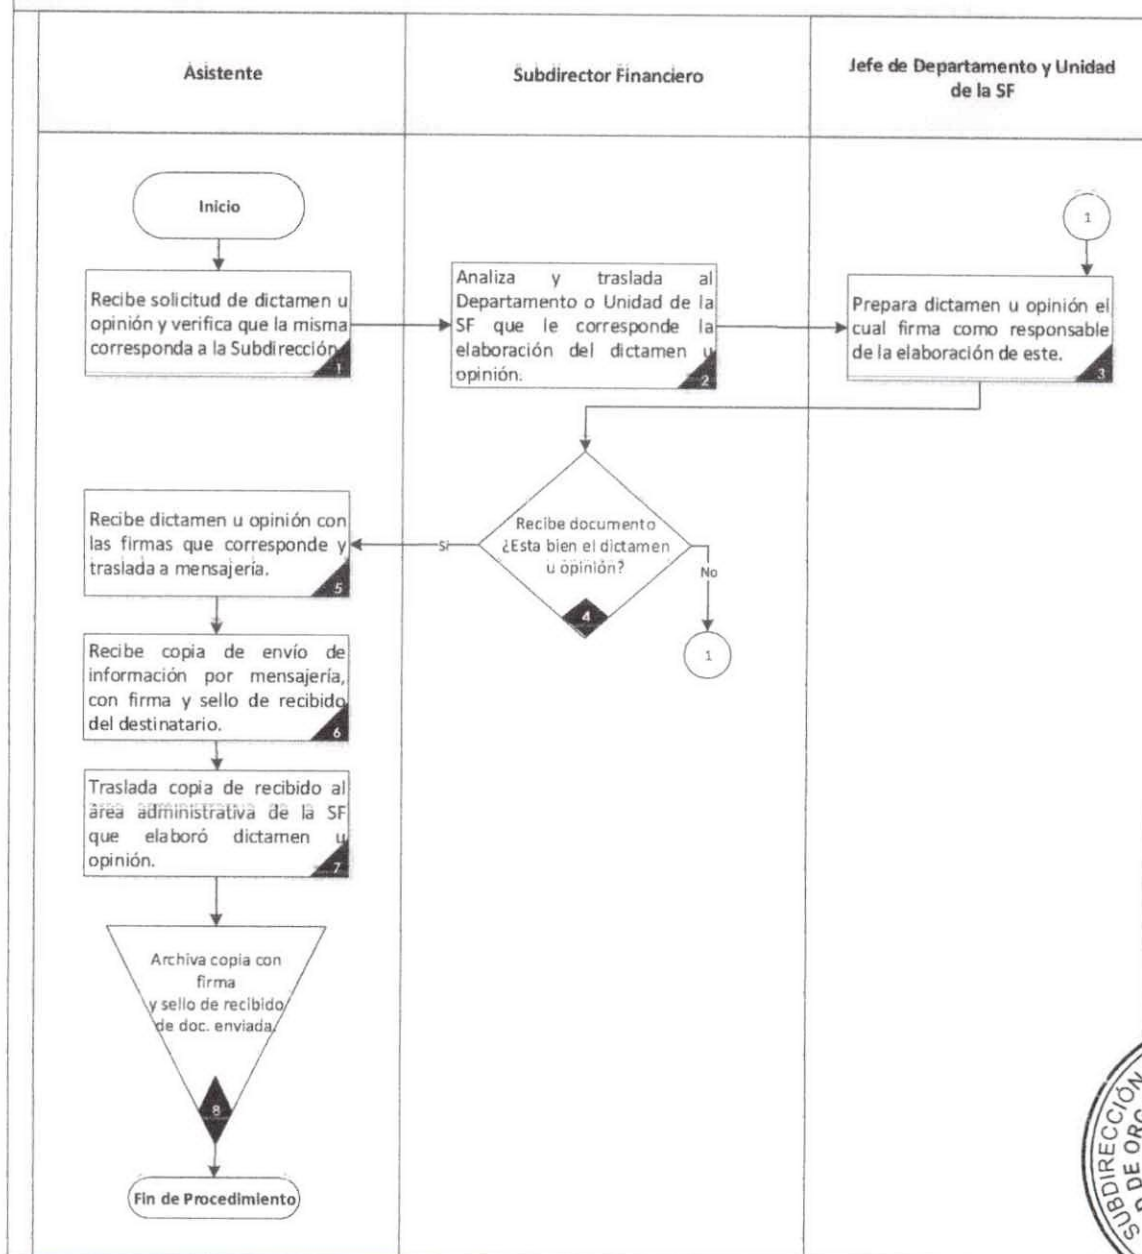 Asistente
Subdirector Financiero
Jefe de Departamento y Unidad
de la SF
Inicio
1
Recibe solicitud de dictamen u
opinión y verifica que la misma
corresponda a la Subdirección.
1
Analiza y traslada al
Departamento o Unidad de la
SF que le corresponde la
elaboración del dictamen u
opinión.
2
Prepara dictamen u opinión el
cual firma como responsable
de la elaboración de este.
3
Recibe documento
¿Esta bien el dictamen
u opinión?
4
Si
No
1
Recibe dictamen u opinión con
las firmas que corresponde y
traslada a mensajería.
5
Recibe copia de envío de
información por mensajería,
con firma y sello de recibido
del destinatario.
6
Traslada copia de recibido al
área administrativa de la SF
que elaboró dictamen u
opinión.
7
Archiva copia con
firma
y sello de recibido
de doc. enviada.
8
Fin de Procedimiento
SUBDIRECCIÓN
DE